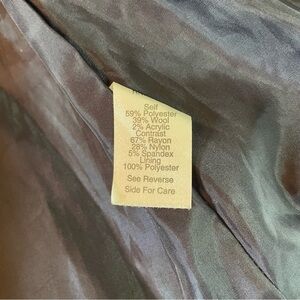 Self
59% Polyester
39% Wool
2% Acrylic
Contrast
67% Rayon
28% Nylon
5% Spandex
Lining
100% Polyester
See Reverse
Side For Care